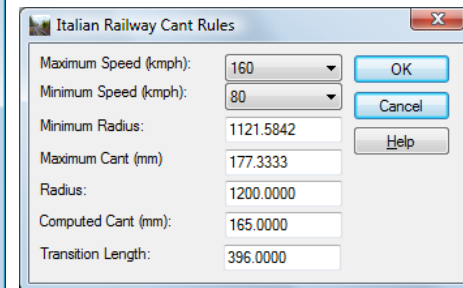 Italian Railway Cant Rules
Maximum Speed (kmph): 160 OK
Minimum Speed (kmph): 80 Cancel
Minimum Radius: 1121.5842 Help
Maximum Cant (mm) 177.3333
Radius: 1200.0000
Computed Cant (mm): 165.0000
Transition Length: 396.0000